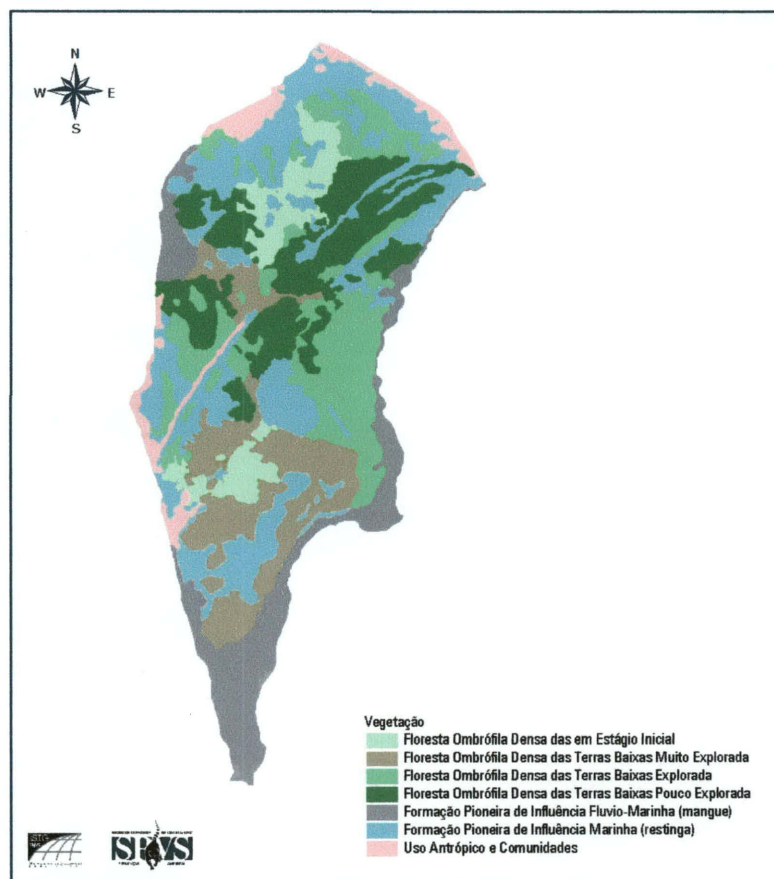 N
W E
S
Vegetação
Floresta Ombrófila Densa das em Estágio Inicial
Floresta Ombrófila Densa das Terras Baixas Muito Explorada
Floresta Ombrófila Densa das Terras Baixas Explorada
Floresta Ombrófila Densa das Terras Baixas Pouco Explorada
Formação Pioneira de Influência Fluvio-Marinha (mangue)
Formação Pioneira de Influência Marinha (restinga)
Uso Antrópico e Comunidades
SPVS